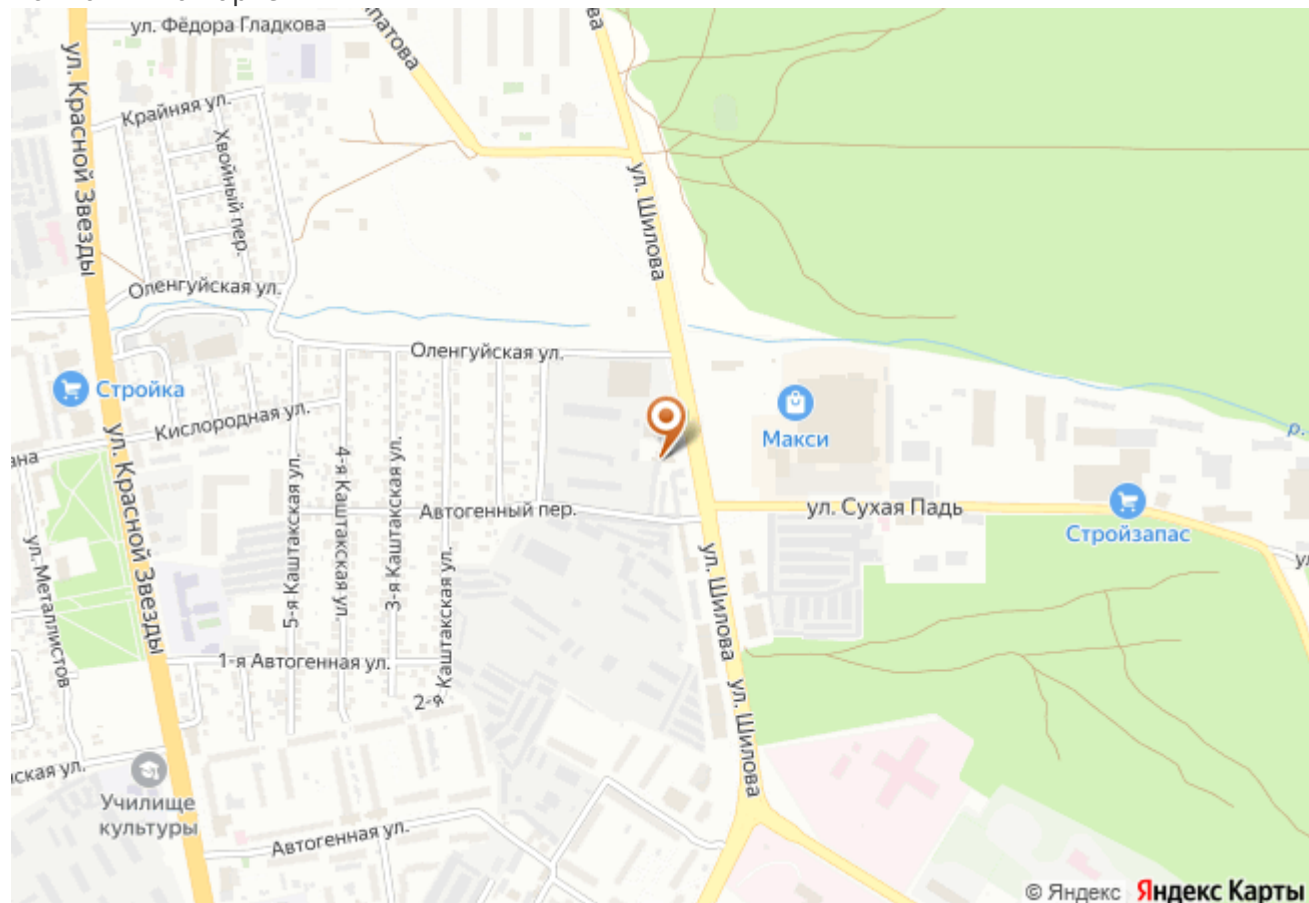 ул. Фёдора Гладкова
ул. Красной Звезды
Крайняя ул.
Хвойный пер.
ул. Шилова
Оленгуйская ул.
Оленгуйская ул.
Стройка
Кислородная ул.
Макси
ул. Красной Звезды
5-я Каштакская ул.
4-я Каштакская ул.
3-я Каштакская ул.
2-я Каштакская ул.
Автогенный пер.
ул. Сухая Падь
Стройзапас
ул. Металлистов
ул. Шилова
ул. Шилова
1-я Автогенная ул.
Училище
культуры
Автогенная ул.
р.
© Яндекс Яндекс Карты